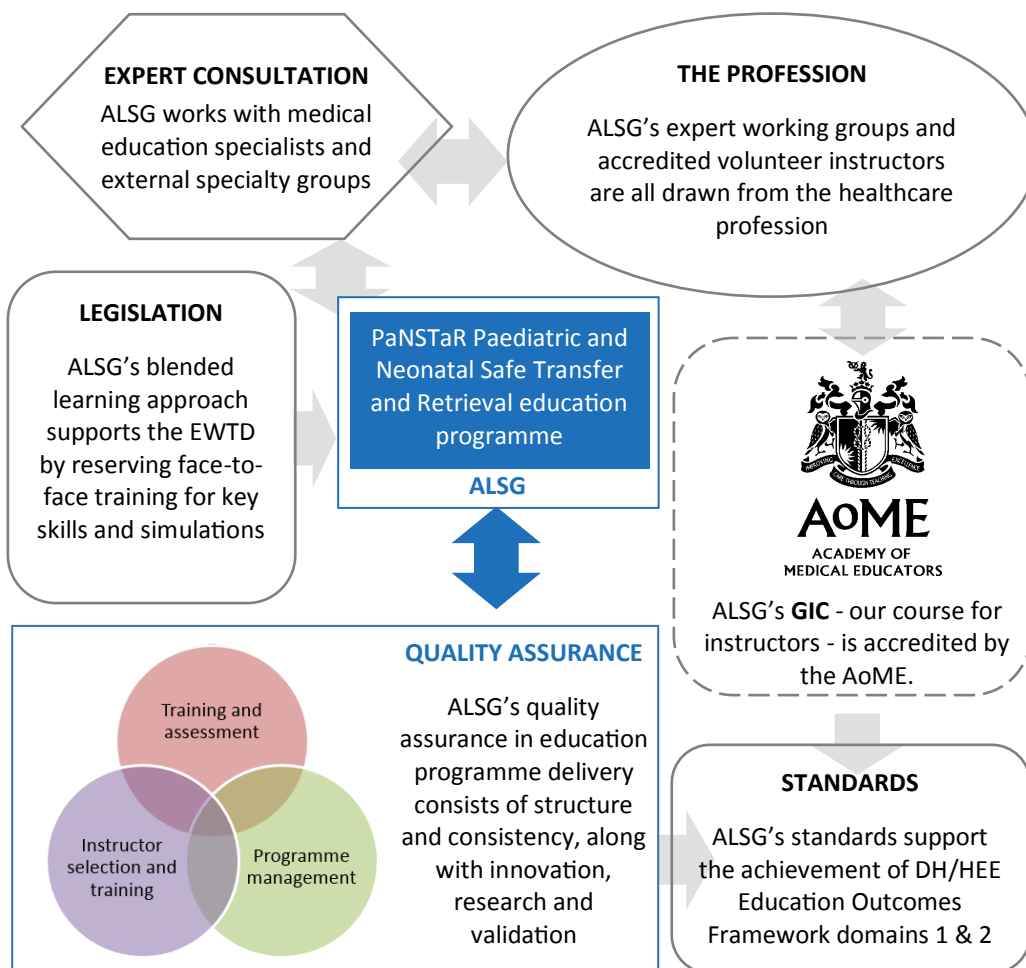 EXPERT CONSULTATION
ALSG works with medical
education specialists and
external specialty groups
THE PROFESSION
ALSG’s expert working groups and
accredited volunteer instructors
are all drawn from the healthcare
profession
LEGISLATION
ALSG’s blended
learning approach
supports the EWTD
by reserving face-to-
face training for key
skills and simulations
PaNSTaR Paediatric and
Neonatal Safe Transfer
and Retrieval education
programme
ALSG
IMPROVING CARE THROUGH TEACHING EXCELLENCE
AoME
ACADEMY OF
MEDICAL EDUCATORS
ALSG’s GIC - our course for
instructors - is accredited by
the AoME.
QUALITY ASSURANCE
ALSG’s quality
assurance in education
programme delivery
consists of structure
and consistency, along
with innovation,
research and
validation
Training and
assessment
Instructor
selection and
training
Programme
management
STANDARDS
ALSG’s standards support
the achievement of DH/HEE
Education Outcomes
Framework domains 1 & 2